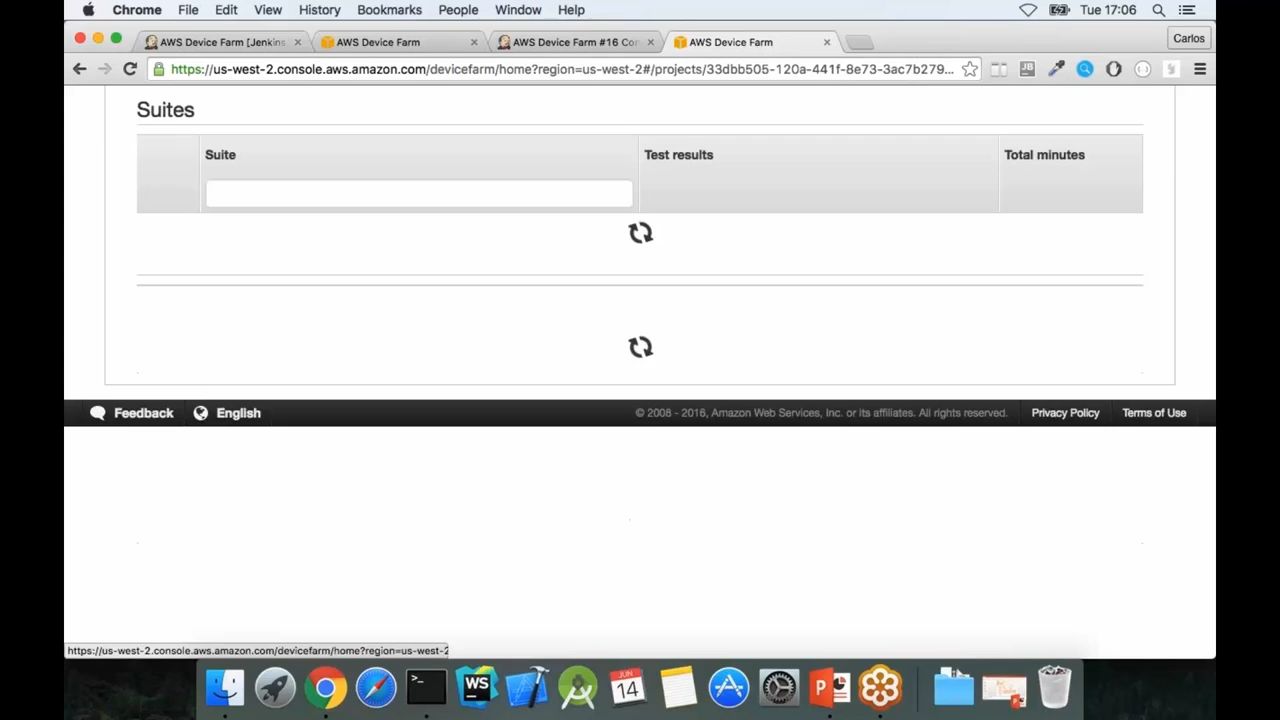 Chrome File Edit View History Bookmarks People Window Help Tue 17:06
AWS Device Farm [Jenkins AWS Device Farm AWS Device Farm #16 Con AWS Device Farm Carlos
https://us-west-2.console.aws.amazon.com/devicefarm/home?region=us-west-2#/projects/33dbb505-120a-441f-8e73-3ac7b279...
Suites
Suite Test results Total minutes
Feedback English © 2008 - 2016, Amazon Web Services, Inc. or its affiliates. All rights reserved. Privacy Policy Terms of Use
https://us-west-2.console.aws.amazon.com/devicefarm/home?region=us-west-2
>_ WS JUN 14 P